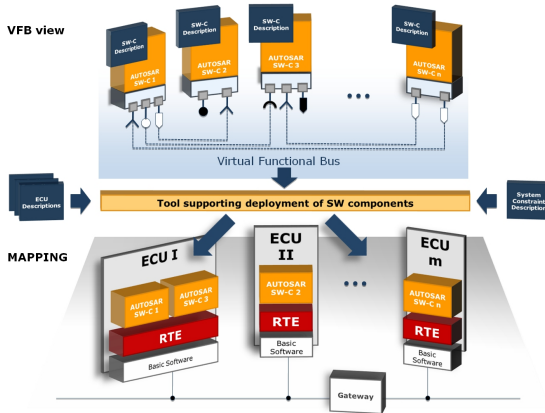 VFB view
SW-C
Description
AUTOSAR
SW-C 1
SW-C
Description
AUTOSAR
SW-C 2
SW-C
Description
AUTOSAR
SW-C 3
SW-C
Description
AUTOSAR
SW-C n
Virtual Functional Bus
ECU
Descriptions
Tool supporting deployment of SW components
System
Constraint
Description
MAPPING
ECU I
AUTOSAR
SW-C 1
AUTOSAR
SW-C 3
RTE
Basic Software
ECU
II
AUTOSAR
SW-C 2
RTE
Basic
Software
ECU
m
AUTOSAR
SW-C n
RTE
Basic
Software
Gateway